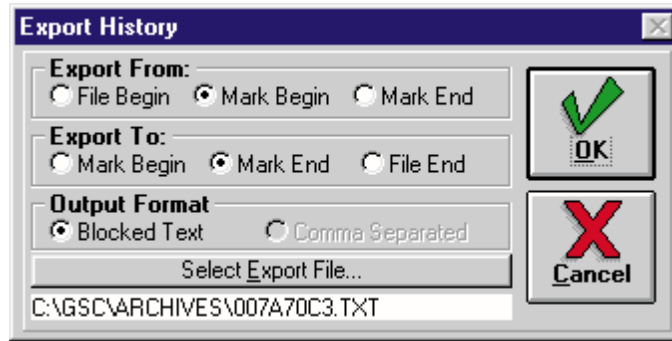 Export History
Export From:
File Begin Mark Begin Mark End
Export To:
Mark Begin Mark End File End
Output Format
Blocked Text Comma Separated
Select Export File...
C:\GSC\ARCHIVES\007A70C3.TXT
OK
Cancel